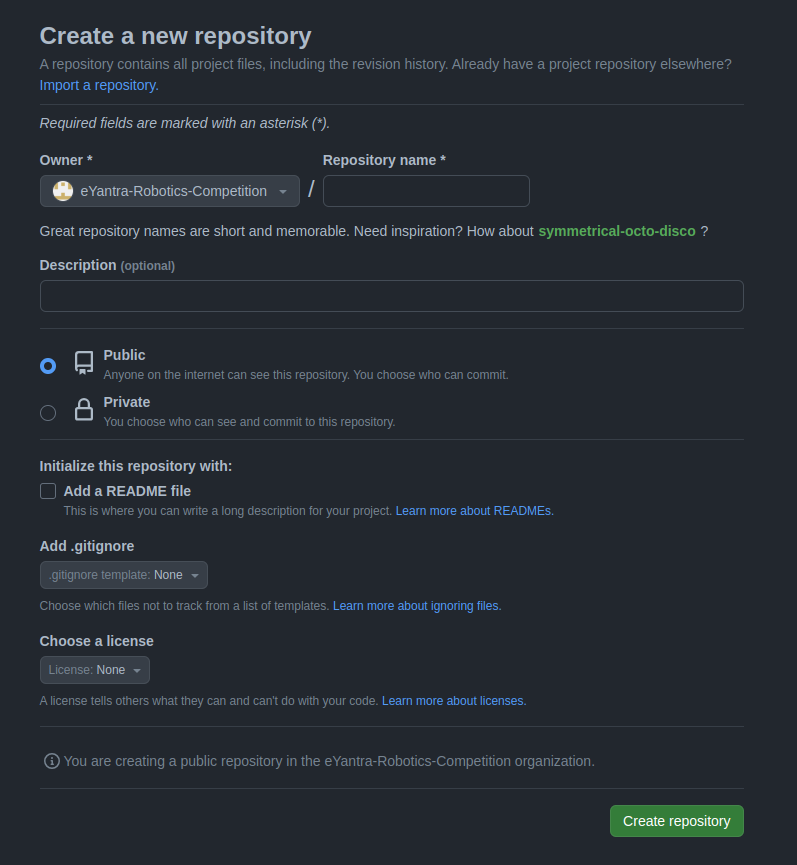 Create a new repository
A repository contains all project files, including the revision history. Already have a project repository elsewhere?
Import a repository.
Required fields are marked with an asterisk (*).
Owner * Repository name *
eYantra-Robotics-Competition /
Great repository names are short and memorable. Need inspiration? How about symmetrical-octo-disco ?
Description (optional)
Public
Anyone on the internet can see this repository. You choose who can commit.
Private
You choose who can see and commit to this repository.
Initialize this repository with:
Add a README file
This is where you can write a long description for your project. Learn more about READMEs.
Add .gitignore
.gitignore template: None
Choose which files not to track from a list of templates. Learn more about ignoring files.
Choose a license
License: None
A license tells others what they can and can't do with your code. Learn more about licenses.
You are creating a public repository in the eYantra-Robotics-Competition organization.
Create repository